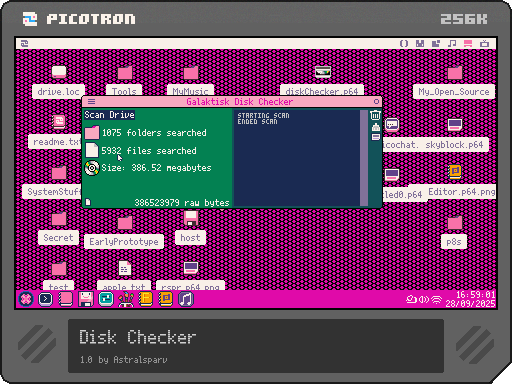 PICOTRON
256K
drive.loc
Tools
MyMusic
diskChecker.p64
My_Open_Source
Galaktisk Disk Checker
Scan Drive
1075 folders searched
5932 files searched
Size: 386.52 megabytes
386523979 raw bytes
STARTING SCAN
ENDED SCAN
readme.txt
icochat.
skyblock.p64
SystemStuf
led0.p64
Editor.p64.png
Secret
EarlyPrototype
host
p8s
test
apple.txt
rspr.p64.png
16:59:01
28/09/2025
Disk Checker
1.0 by Astralsparv